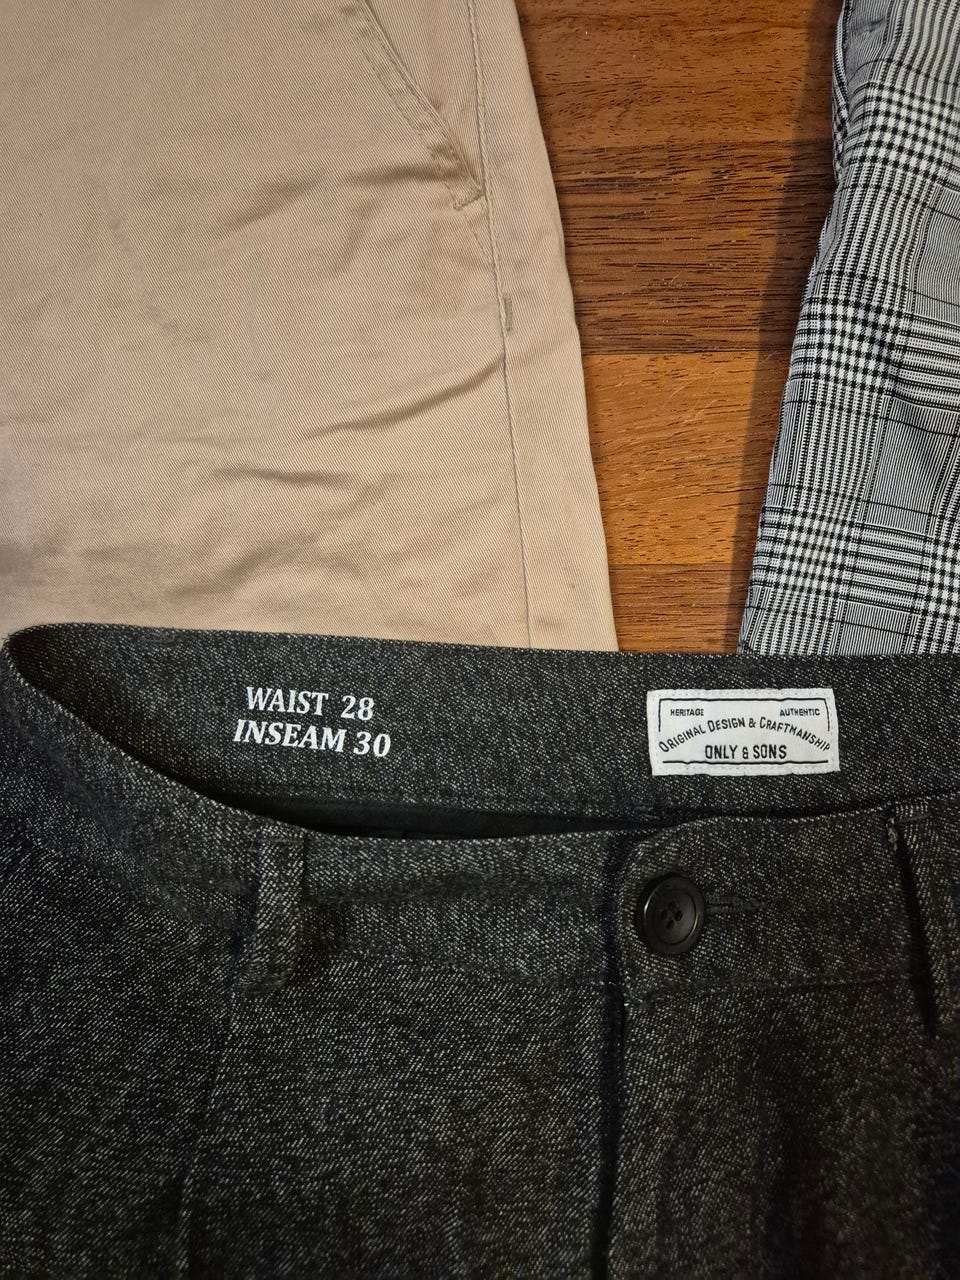 WAIST 28
INSEAM 30
HERITAGE AUTHENTIC
ORIGINAL DESIGN & CRAFTMANSHIP
ONLY & SONS